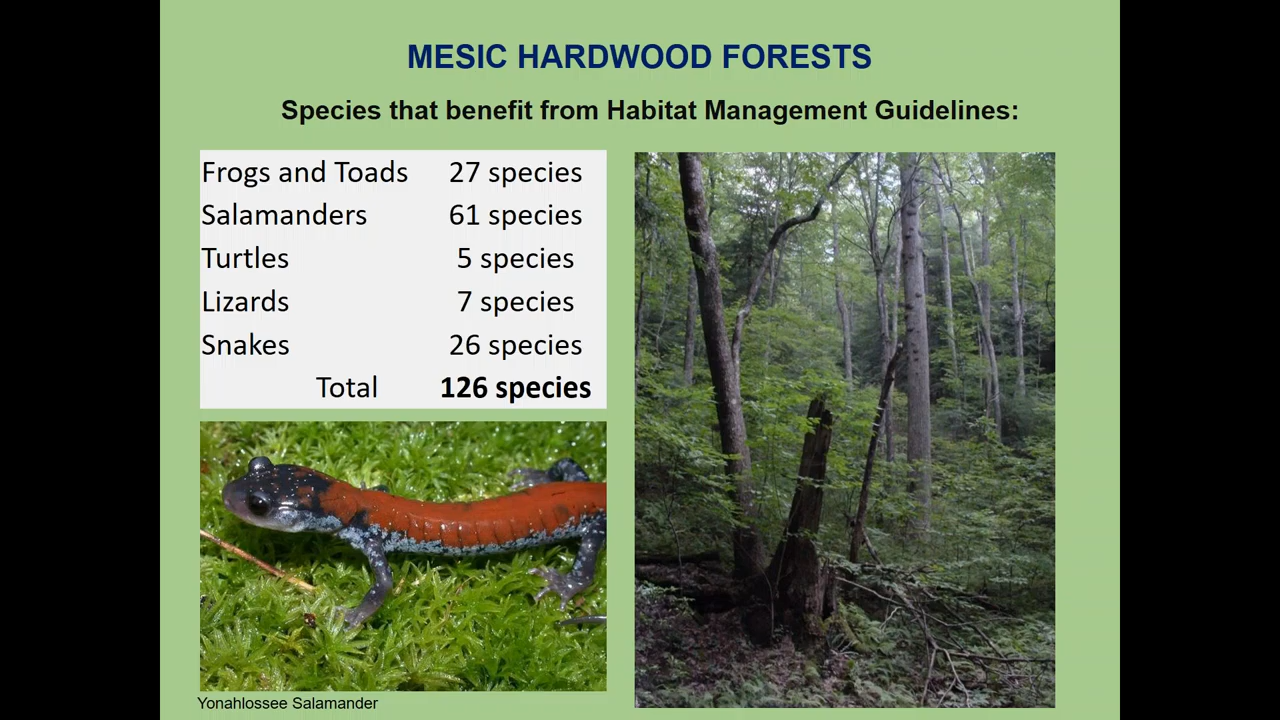 MESIC HARDWOOD FORESTS
Species that benefit from Habitat Management Guidelines:
Frogs and Toads 27 species
Salamanders 61 species
Turtles 5 species
Lizards 7 species
Snakes 26 species
Total 126 species
Yonahlossee Salamander